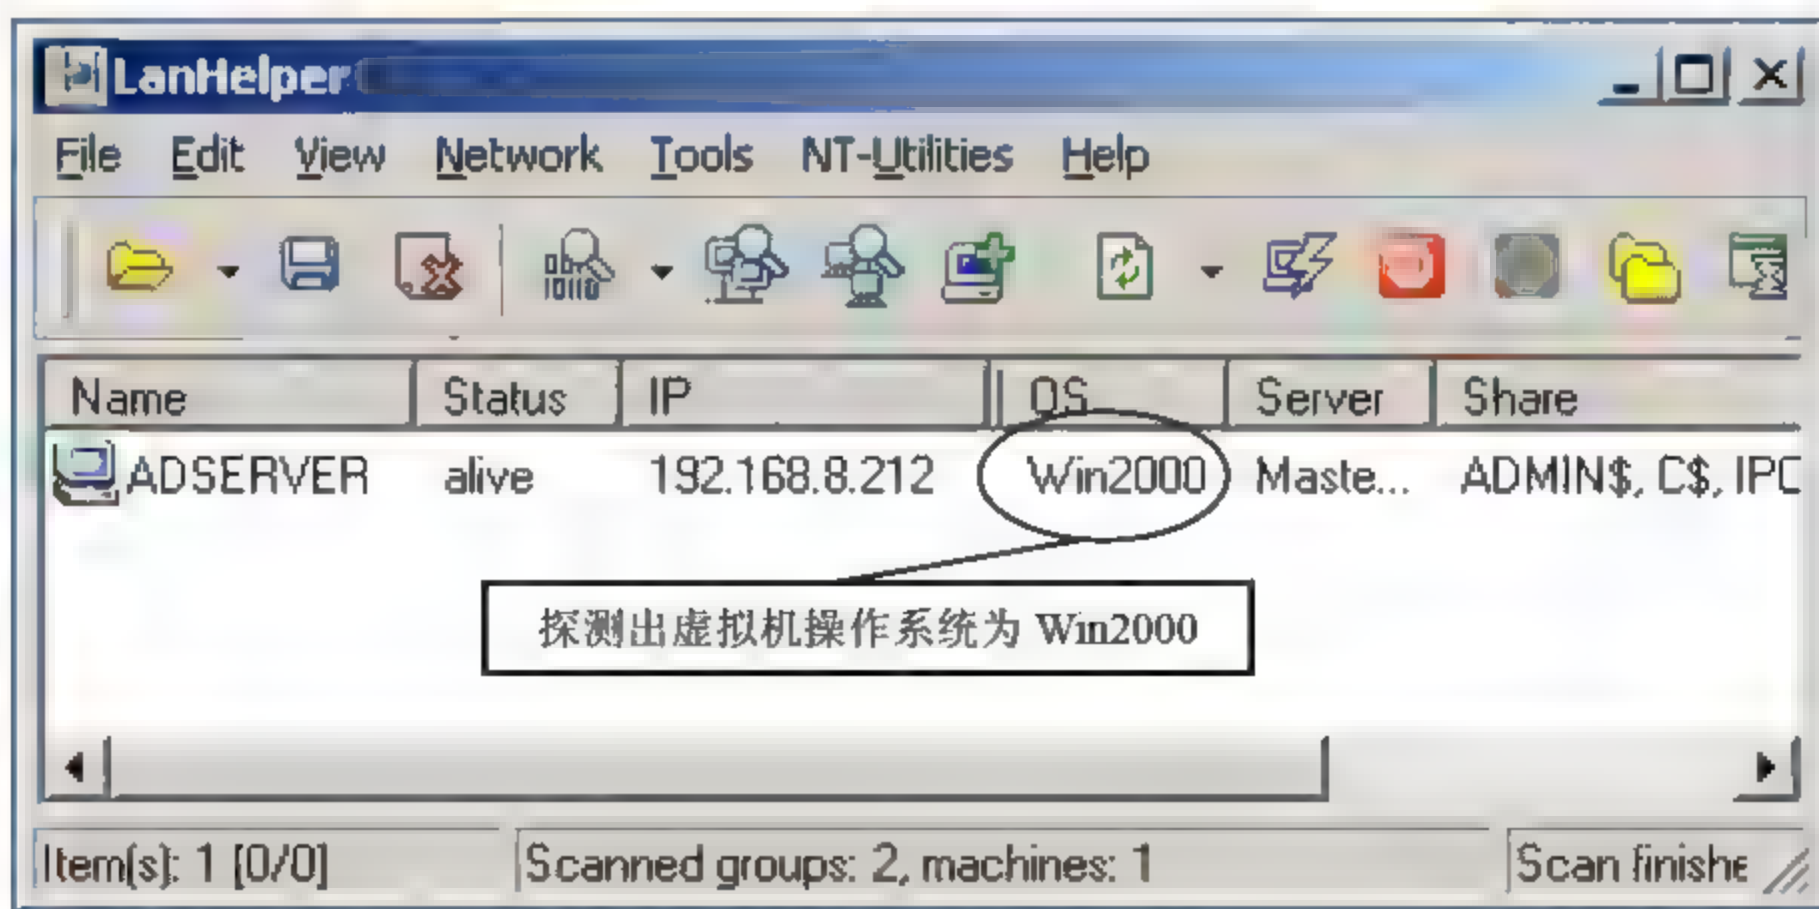 LanHelper
File Edit View Network Tools NT-Utilities Help
Name Status IP OS Server Share
ADSERVER alive 192.168.8.212 Win2000 Maste... ADMIN$, C$, IPC
探测出虚拟机操作系统为 Win2000
Item(s): 1 [0/0] Scanned groups: 2, machines: 1 Scan finishe